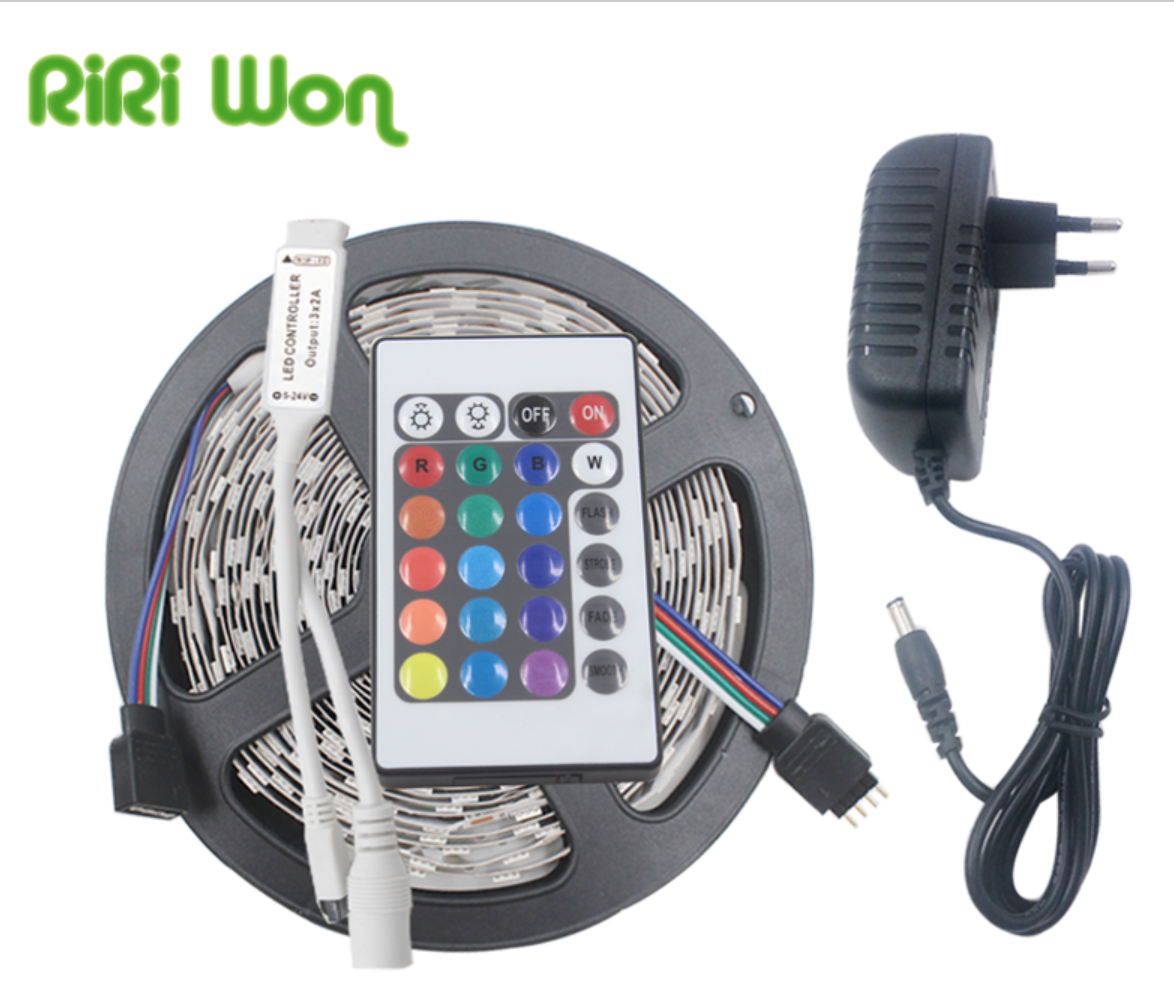 RiRi Won
LED CONTROLLER
Output:3x2A
5-24V
OFF
ON
R
G
B
W
FLASH
STROBE
FADE
SMOOTH